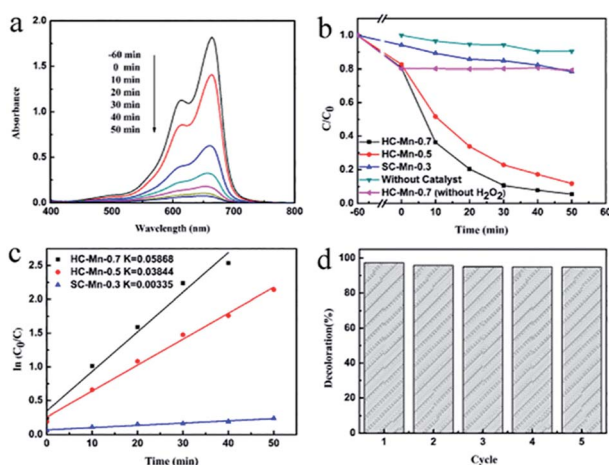 a
2.0
1.5
1.0
0.5
0.0
Absorbance
-60 min
0 min
10 min
20 min
30 min
40 min
50 min
400 500 600 700 800
Wavelength (nm)
b
1.0
0.8
0.6
0.4
0.2
0.0
C/C0
HC-Mn-0.7
HC-Mn-0.5
SC-Mn-0.3
Without Catalyst
HC-Mn-0.7 (without H2O2)
-60 0 10 20 30 40 50 60
Time (min)
c
2.5
2.0
1.5
1.0
0.5
0.0
ln (C0/C)
HC-Mn-0.7 K=0.05868
HC-Mn-0.5 K=0.03844
SC-Mn-0.3 K=0.00335
0 10 20 30 40 50 60
Time (min)
d
100
80
60
40
20
0
Decoloration(%)
1 2 3 4 5
Cycle